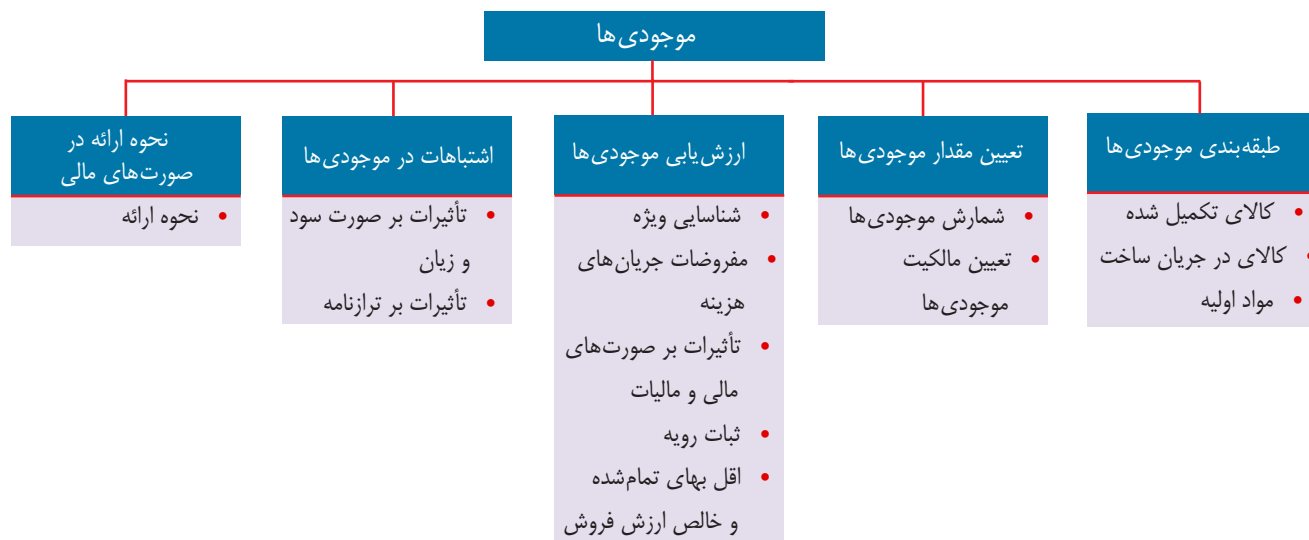 موجودی‌ها
طبقه‌بندی موجودی‌ها
کالای تکمیل شده
کالای در جریان ساخت
مواد اولیه
تعیین مقدار موجودی‌ها
شمارش موجودی‌ها
تعیین مالکیت
موجودی‌ها
ارزش‌یابی موجودی‌ها
شناسایی ویژه
مفروضات جریان‌های
هزینه
تأثیرات بر صورت‌های
مالی و مالیات
ثبات رویه
اقل بهای تمام‌شده
و خالص ارزش فروش
اشتباهات در موجودی‌ها
تأثیرات بر صورت سود
و زیان
تأثیرات بر ترازنامه
نحوه ارائه در
صورت‌های مالی
نحوه ارائه